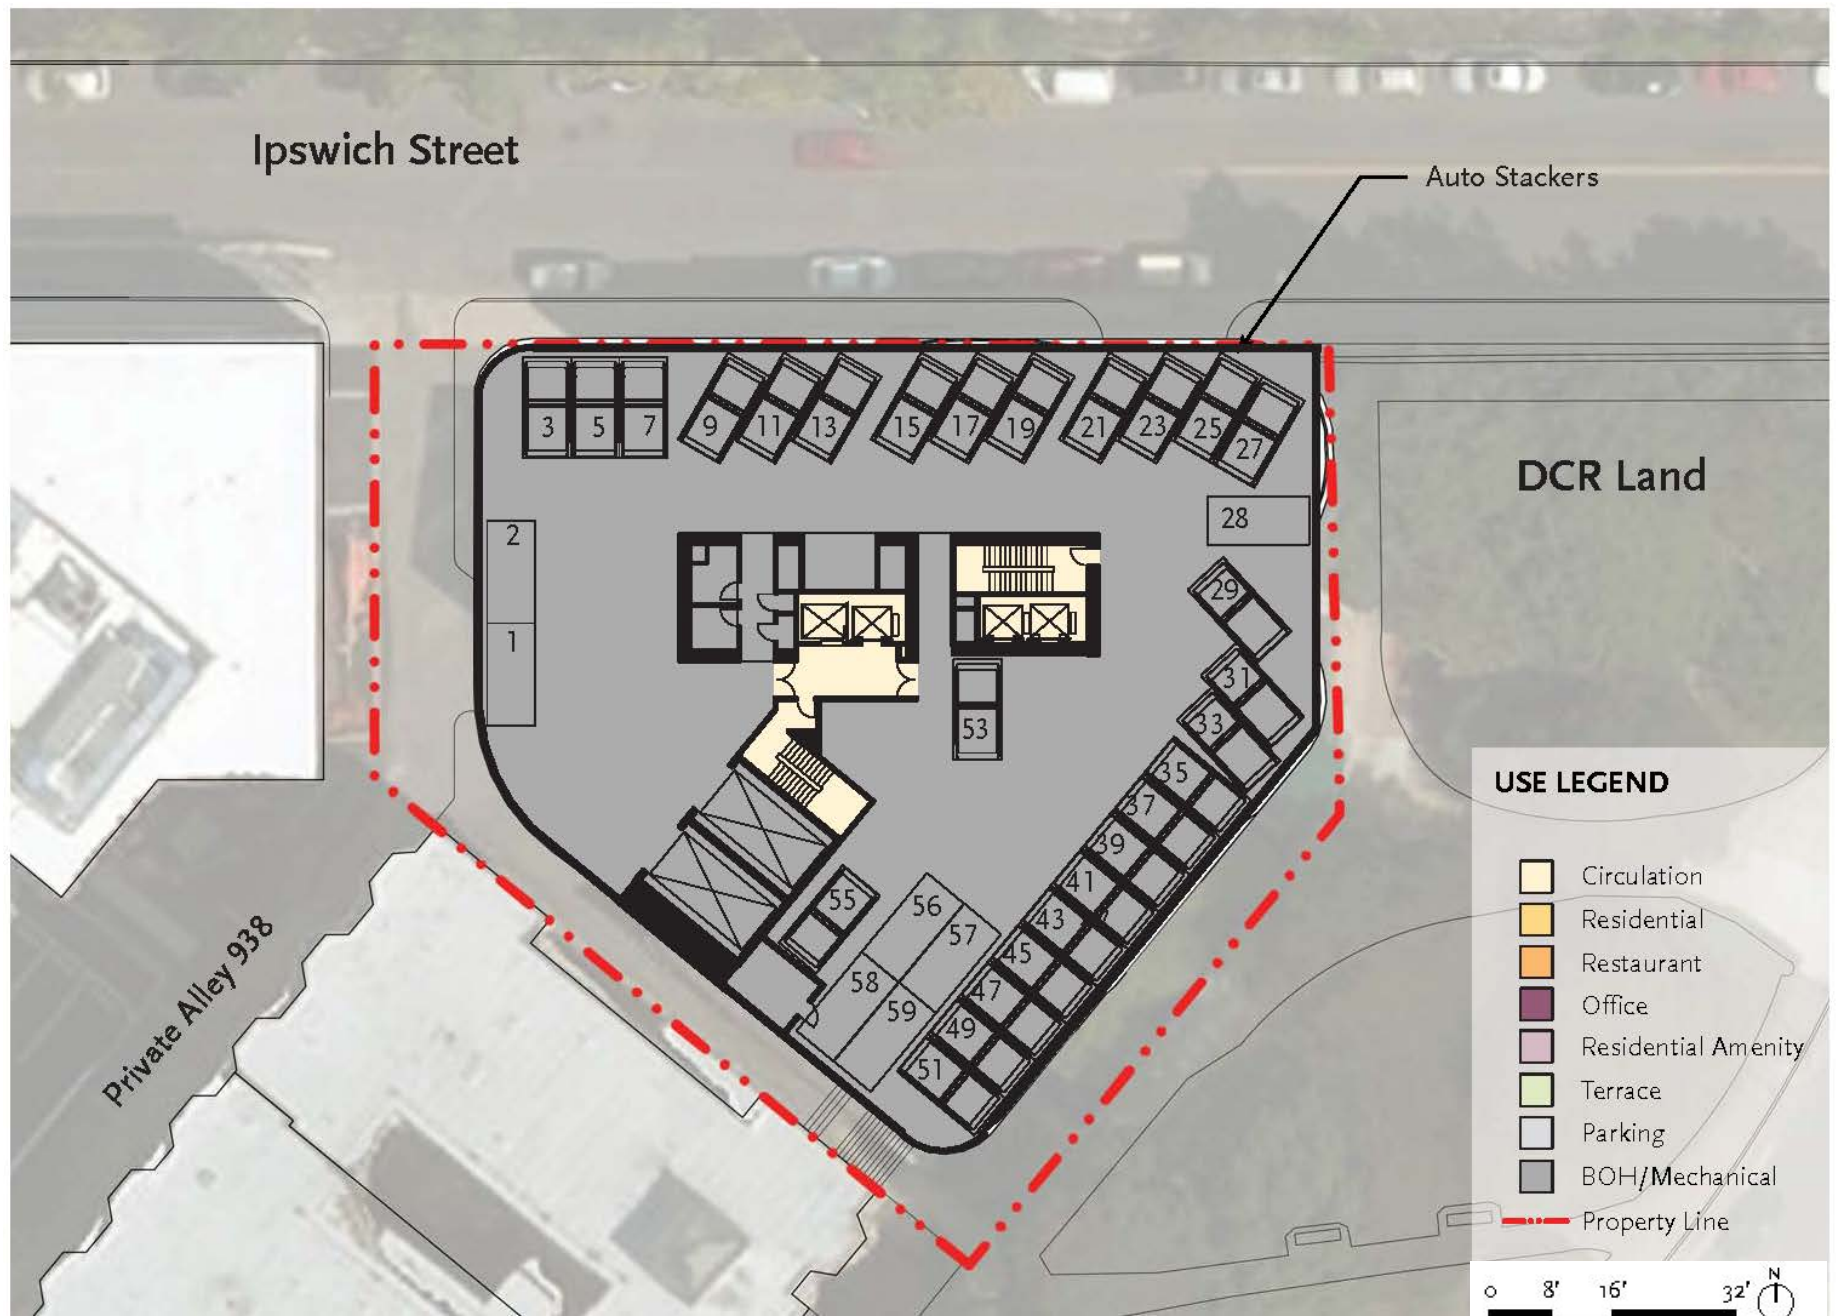 Ipswich Street
Auto Stackers
3 5 7 9 11 13 15 17 19 21 23 25 27
DCR Land
28
2
29
1
31
33
53
35
37
39
41
55
43
56
57
45
58
47
59
49
51
Private Alley 938
USE LEGEND
Circulation
Residential
Restaurant
Office
Residential Amenity
Terrace
Parking
BOH/Mechanical
Property Line
N
0 8' 16' 32'